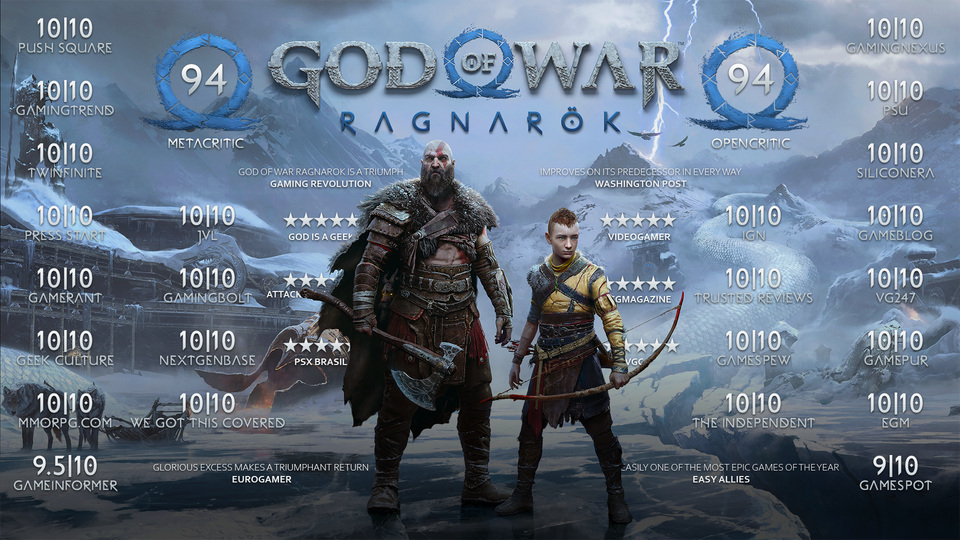 10|10
PUSH SQUARE
10|10
GAMINGTREND
10|10
TWINFINITE
10|10
PRESS START
10|10
GAMERANT
10|10
GEEK CULTURE
10|10
MMORPG.COM
9.5|10
GAMEINFORMER
94
METACRITIC
GOD OF WAR
RAGNARÖK
94
OPENCRITIC
GOD OF WAR RAGNAROK IS A TRIUMPH
GAMING REVOLUTION
IMPROVES ON ITS PREDECESSOR IN EVERY WAY
WASHINGTON POST
10|10
JVL
10|10
GAMINGBOLT
10|10
NEXTGENBASE
10|10
WE GOT THIS COVERED
★★★★★
GOD IS A GEEK
★★★
ATTACK
★★★★★
PSX BRASIL
★★★★★
VIDEOGAMER
★★★★★
GMAGAZINE
★★★★
VGC
10|10
IGN
10|10
TRUSTED REVIEWS
10|10
GAMESPEW
10|10
THE INDEPENDENT
GLORIOUS EXCESS MAKES A TRIUMPHANT RETURN
EUROGAMER
EASILY ONE OF THE MOST EPIC GAMES OF THE YEAR
EASY ALLIES
10|10
GAMINGNEXUS
10|10
PSU
10|10
SILICONERA
10|10
GAMEBLOG
10|10
VG247
10|10
GAMEPUR
10|10
EGM
9|10
GAMESPOT